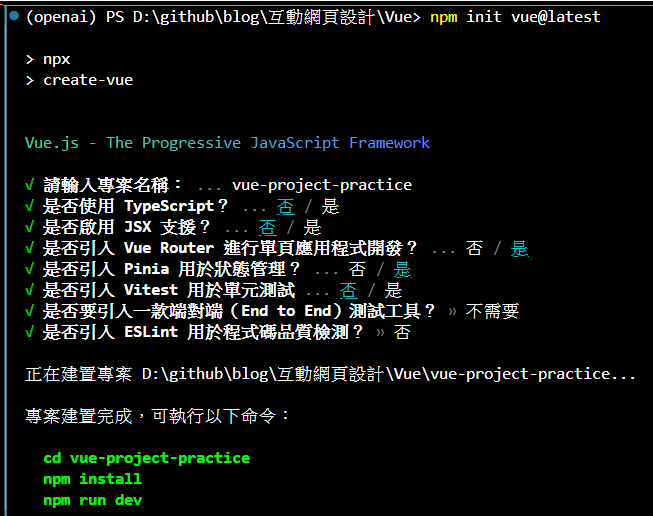 (openai) PS D:\github\blog\互動網頁設計\Vue> npm init vue@latest
> npx
> create-vue
Vue.js - The Progressive JavaScript Framework
√ 請輸入專案名稱： ... vue-project-practice
√ 是否使用 TypeScript？ ... 否 / 是
√ 是否啟用 JSX 支援？ ... 否 / 是
√ 是否引入 Vue Router 進行單頁應用程式開發？ ... 否 / 是
√ 是否引入 Pinia 用於狀態管理？ ... 否 / 是
√ 是否引入 Vitest 用於單元測試 ... 否 / 是
√ 是否要引入一款端對端（End to End）測試工具？ » 不需要
√ 是否引入 ESLint 用於程式碼品質檢測？ » 否
正在建置專案 D:\github\blog\互動網頁設計\Vue\vue-project-practice...
專案建置完成，可執行以下命令：
cd vue-project-practice
npm install
npm run dev